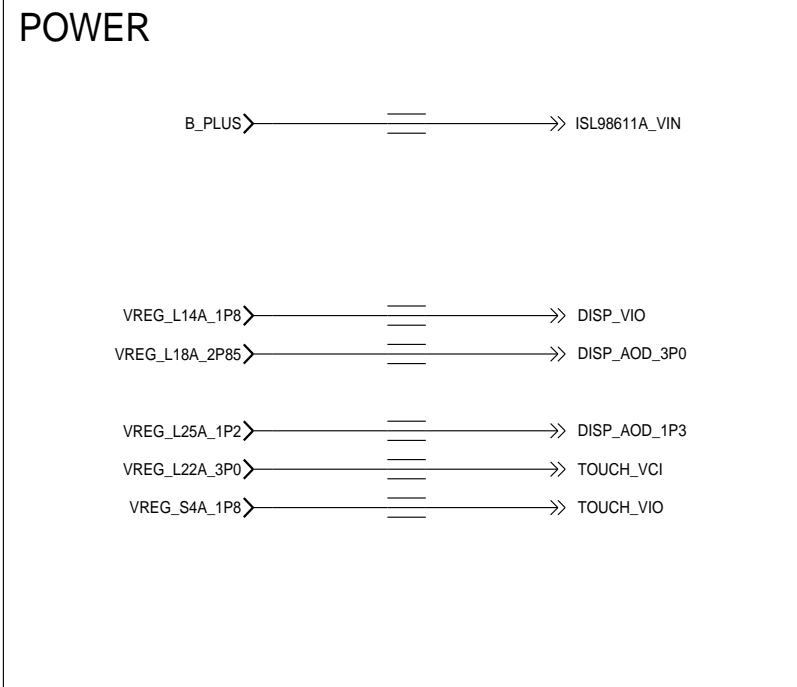 POWER
B_PLUS ISL98611A_VIN
VREG_L14A_1P8 DISP_VIO
VREG_L18A_2P85 DISP_AOD_3P0
VREG_L25A_1P2 DISP_AOD_1P3
VREG_L22A_3P0 TOUCH_VCI
VREG_S4A_1P8 TOUCH_VIO